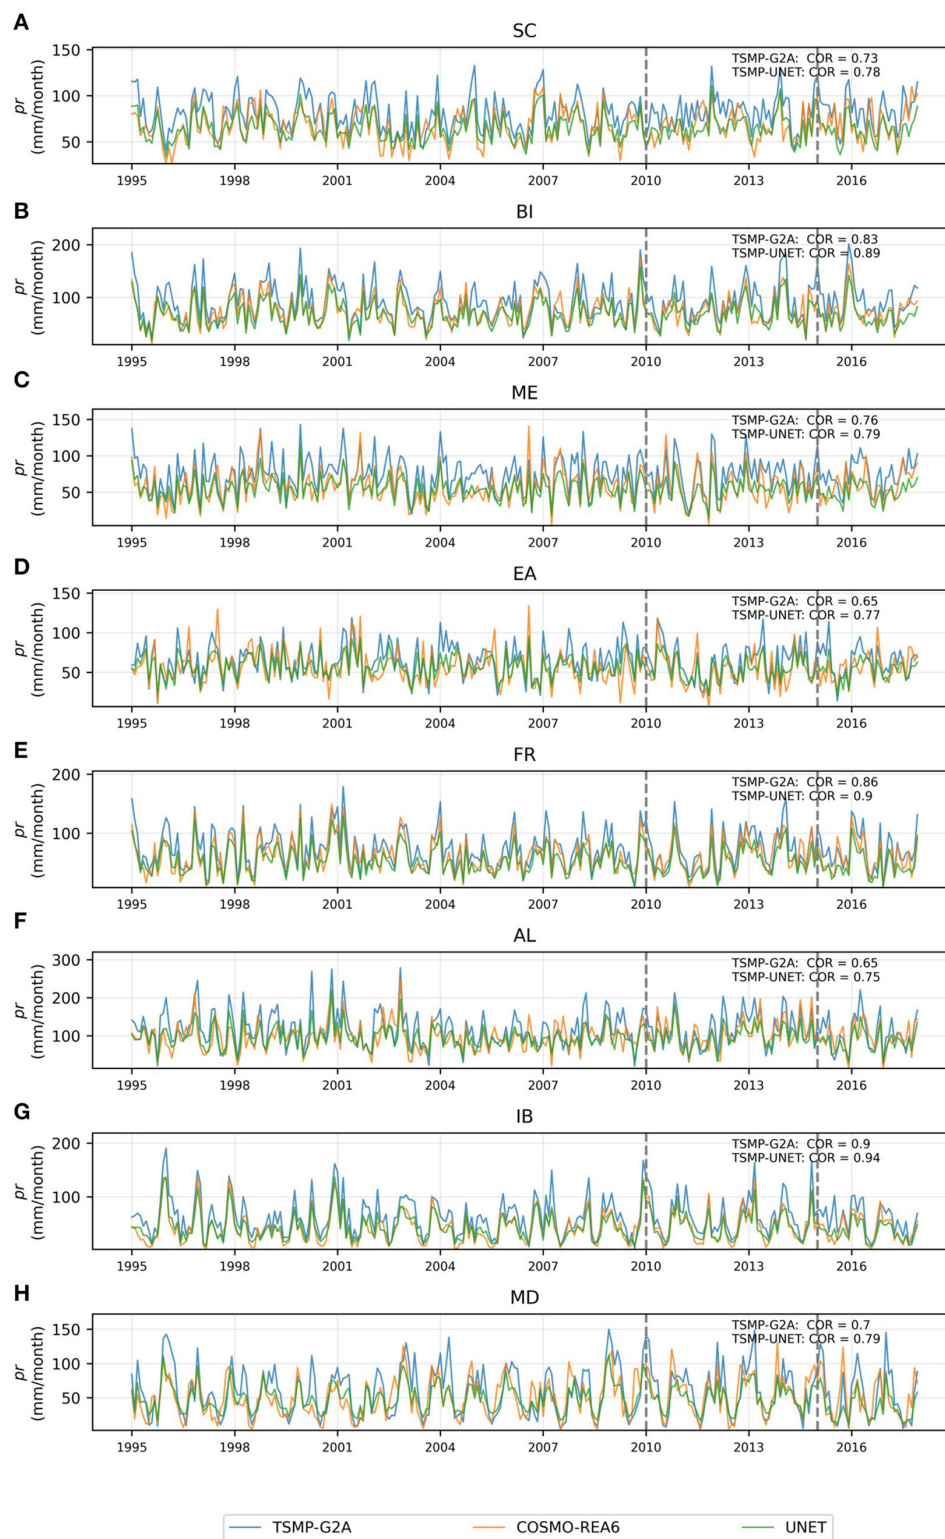 A
SC
TSMP-G2A: COR = 0.73
TSMP-UNET: COR = 0.78
pr
(mm/month)
150
100
50
1995 1998 2001 2004 2007 2010 2013 2016
B
BI
TSMP-G2A: COR = 0.83
TSMP-UNET: COR = 0.89
pr
(mm/month)
200
100
1995 1998 2001 2004 2007 2010 2013 2016
C
ME
TSMP-G2A: COR = 0.76
TSMP-UNET: COR = 0.79
pr
(mm/month)
150
100
50
1995 1998 2001 2004 2007 2010 2013 2016
D
EA
TSMP-G2A: COR = 0.65
TSMP-UNET: COR = 0.77
pr
(mm/month)
150
100
50
1995 1998 2001 2004 2007 2010 2013 2016
E
FR
TSMP-G2A: COR = 0.86
TSMP-UNET: COR = 0.9
pr
(mm/month)
200
100
1995 1998 2001 2004 2007 2010 2013 2016
F
AL
TSMP-G2A: COR = 0.65
TSMP-UNET: COR = 0.75
pr
(mm/month)
300
200
100
1995 1998 2001 2004 2007 2010 2013 2016
G
IB
TSMP-G2A: COR = 0.9
TSMP-UNET: COR = 0.94
pr
(mm/month)
200
100
1995 1998 2001 2004 2007 2010 2013 2016
H
MD
TSMP-G2A: COR = 0.7
TSMP-UNET: COR = 0.79
pr
(mm/month)
150
100
50
1995 1998 2001 2004 2007 2010 2013 2016
TSMP-G2A COSMO-REA6 UNET